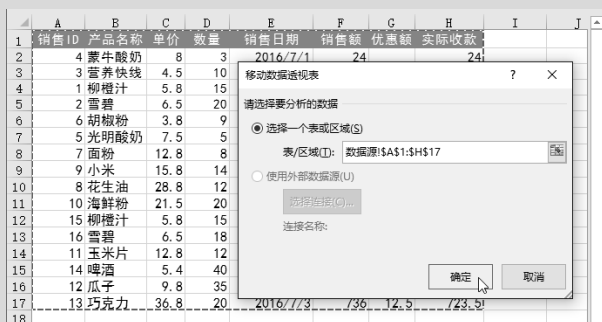 A B C D E F G H I J
1 销售ID 产品名称 单价 数量 销售日期 销售额 优惠额 实际收款
2 4 蒙牛酸奶 8 3 2016/7/1 24 24
移动数据透视表 ? ×
3 3 营养快线 4.5 10
4 1 柳橙汁 5.8 15
请选择要分析的数据
5 2 雪碧 6.5 20
选择一个表或区域(S)
6 6 胡椒粉 3.8 9
7 5 光明酸奶 7.5 5
表/区域(T): 数据源!$A$1:$H$17
8 7 面粉 12.8 8
9 9 小米 15.8 14
使用外部数据源(U)
10 8 花生油 28.8 12
选择连接(C)...
11 10 海鲜粉 21.5 20
12 15 柳橙汁 5.8 15
连接名称:
13 16 雪碧 6.5 18
14 11 玉米片 12.8 12
15 14 啤酒 5.4 40
确定 取消
16 12 瓜子 9.8 35
17 13 巧克力 36.8 20 2016/7/3 736 12.5 723.5
18